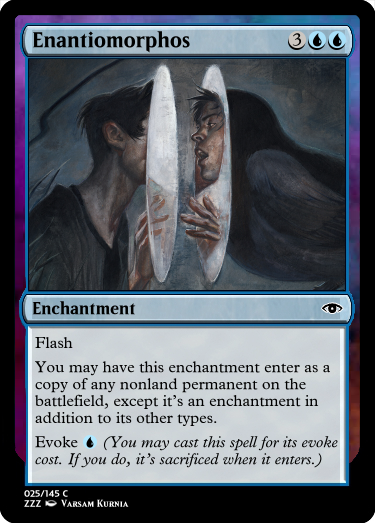 Enantiomorphos 3
Enchantment
Flash
You may have this enchantment enter as a
copy of any nonland permanent on the
battlefield, except it's an enchantment in
addition to its other types.
Evoke (You may cast this spell for its evoke
cost. If you do, it's sacrificed when it enters.)
025/145 C
ZZZ Varsam Kurnia